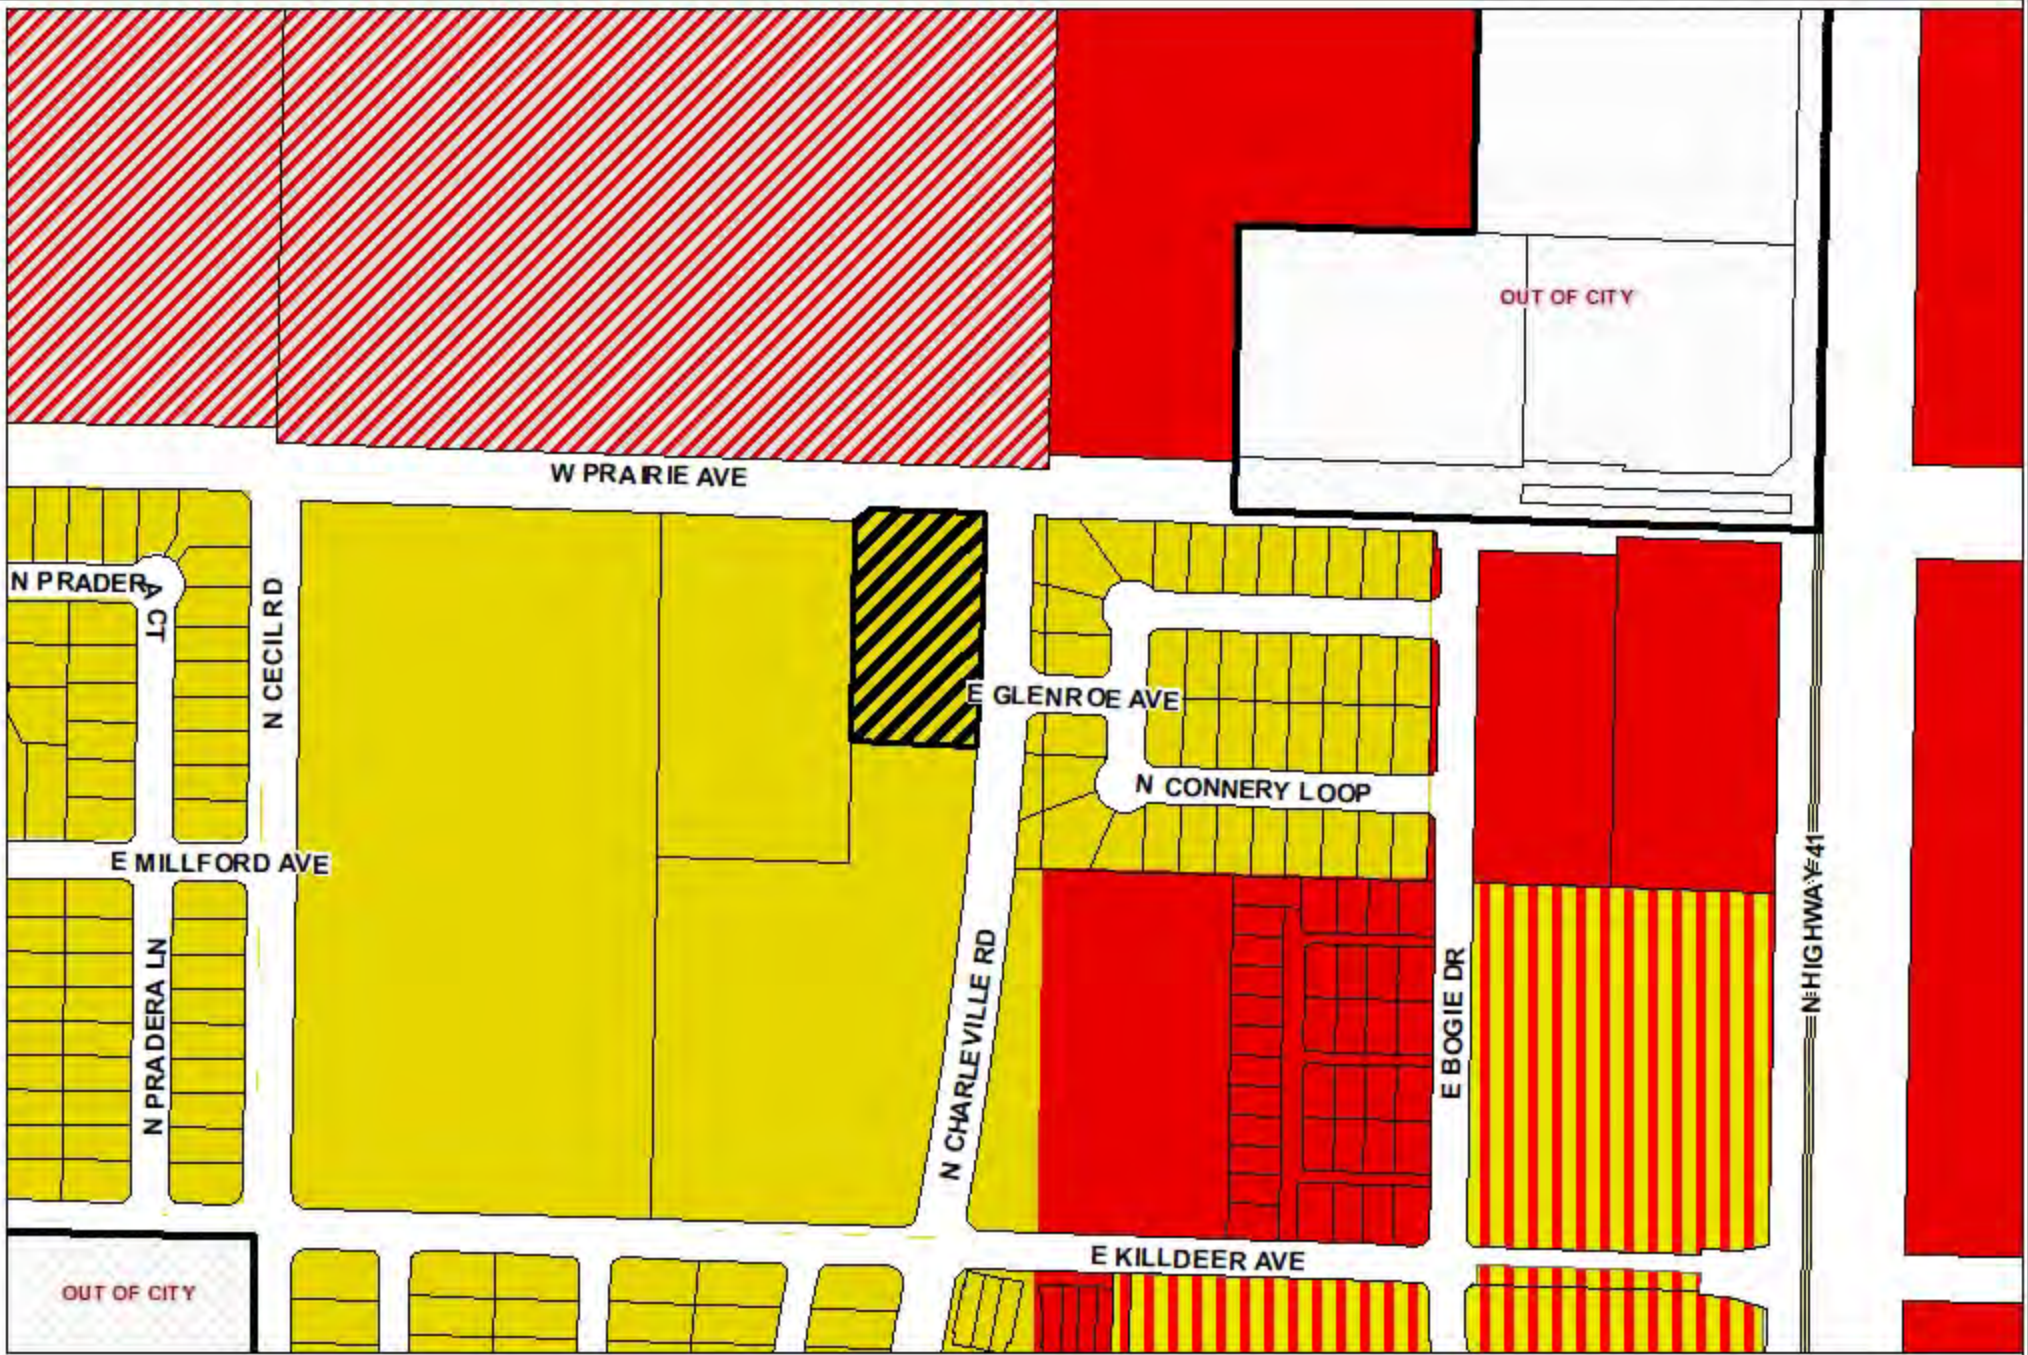 OUT OF CITY
W PRAIRIE AVE
N PRADERA CT
N CECIL RD
E GLENROE AVE
N CONNERY LOOP
E MILLFORD AVE
N HIGHWAY 41
N PRADERA LN
N CHARLEVILLE RD
E BOGIE DR
E KILLDEER AVE
OUT OF CITY